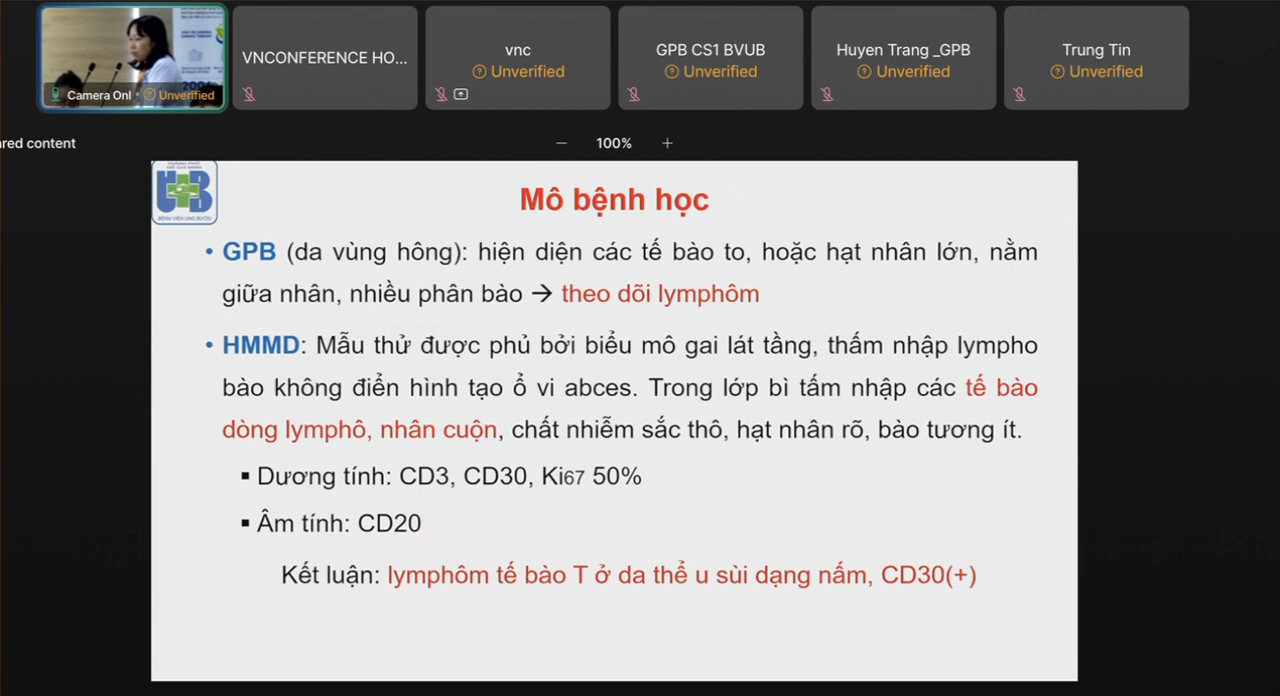 Camera Onl
Unverified
VNCONFERENCE HO...
vnc
Unverified
GPB CS1 BVUB
Unverified
Huyen Trang _GPB
Unverified
Trung Tin
Unverified
ared content
100%
BỆNH VIỆN UNG BƯỚU
Mô bệnh học
• GPB (da vùng hông): hiện diện các tế bào to, hoặc hạt nhân lớn, nằm
giữa nhân, nhiều phân bào → theo dõi lymphôm
• HMMD: Mẫu thử được phủ bởi biểu mô gai lát tầng, thấm nhập lympho
bào không điển hình tạo ổ vi abces. Trong lớp bì tấm nhập các tế bào
dòng lymphô, nhân cuộn, chất nhiễm sắc thô, hạt nhân rõ, bào tương ít.
▪ Dương tính: CD3, CD30, Ki67 50%
▪ Âm tính: CD20
Kết luận: lymphôm tế bào T ở da thể u sùi dạng nấm, CD30(+)